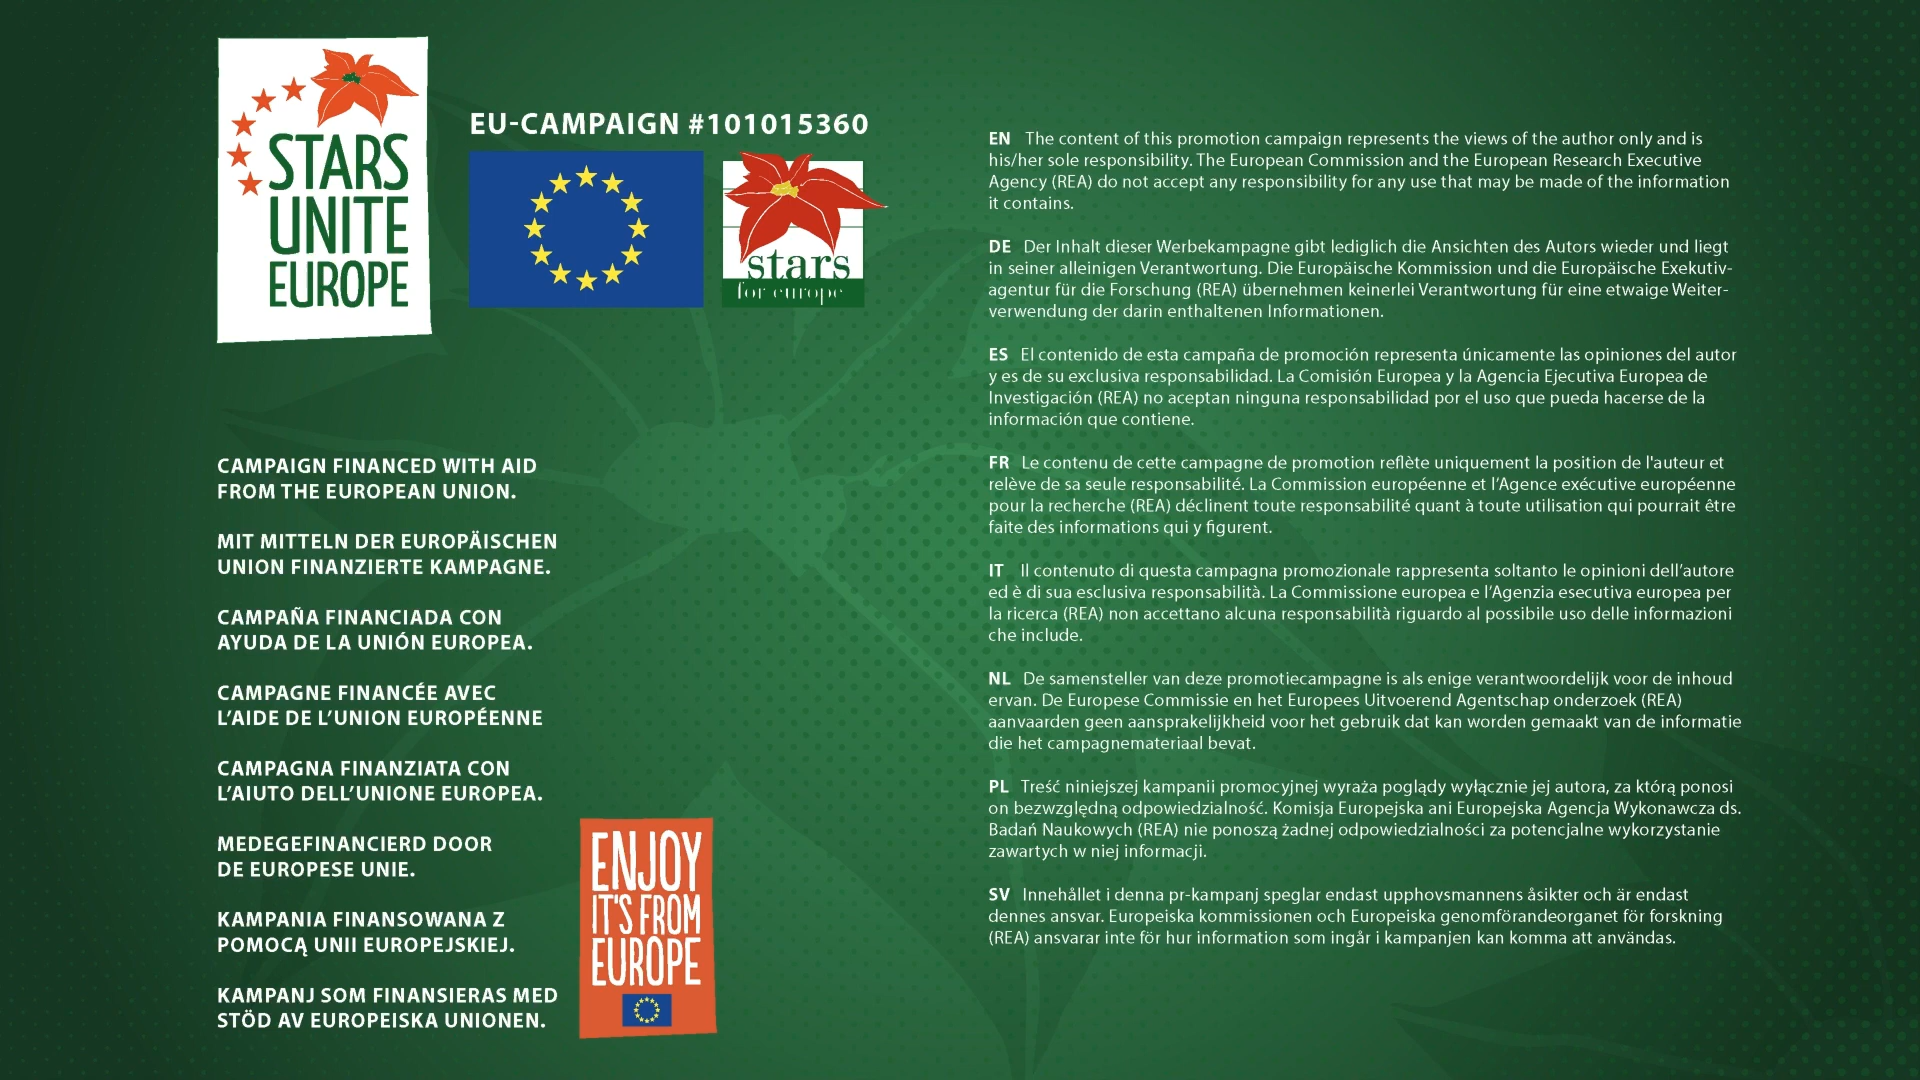 STARS
UNITE
EUROPE
EU-CAMPAIGN #101015360
stars
for europe
CAMPAIGN FINANCED WITH AID
FROM THE EUROPEAN UNION.
MIT MITTELN DER EUROPÄISCHEN
UNION FINANZIERTE KAMPAGNE.
CAMPAÑA FINANCIADA CON
AYUDA DE LA UNIÓN EUROPEA.
CAMPAGNE FINANCÉE AVEC
L’AIDE DE L’UNION EUROPÉENNE
CAMPAGNA FINANZIATA CON
L’AIUTO DELL’UNIONE EUROPEA.
MEDEGEFINANCIERD DOOR
DE EUROPESE UNIE.
KAMPANIA FINANSOWANA Z
POMOCĄ UNII EUROPEJSKIEJ.
KAMPANJ SOM FINANSIERAS MED
STÖD AV EUROPEISKA UNIONEN.
ENJOY
IT'S FROM
EUROPE
EN The content of this promotion campaign represents the views of the author only and is
his/her sole responsibility. The European Commission and the European Research Executive
Agency (REA) do not accept any responsibility for any use that may be made of the information
it contains.
DE Der Inhalt dieser Werbekampagne gibt lediglich die Ansichten des Autors wieder und liegt
in seiner alleinigen Verantwortung. Die Europäische Kommission und die Europäische Exekutiv-
agentur für die Forschung (REA) übernehmen keinerlei Verantwortung für eine etwaige Weiter-
verwendung der darin enthaltenen Informationen.
ES El contenido de esta campaña de promoción representa únicamente las opiniones del autor
y es de su exclusiva responsabilidad. La Comisión Europea y la Agencia Ejecutiva Europea de
Investigación (REA) no aceptan ninguna responsabilidad por el uso que pueda hacerse de la
información que contiene.
FR Le contenu de cette campagne de promotion reflète uniquement la position de l'auteur et
relève de sa seule responsabilité. La Commission européenne et l’Agence exécutive européenne
pour la recherche (REA) déclinent toute responsabilité quant à toute utilisation qui pourrait être
faite des informations qui y figurent.
IT Il contenuto di questa campagna promozionale rappresenta soltanto le opinioni dell’autore
ed è di sua esclusiva responsabilità. La Commissione europea e l’Agenzia esecutiva europea per
la ricerca (REA) non accettano alcuna responsabilità riguardo al possibile uso delle informazioni
che include.
NL De samensteller van deze promotiecampagne is als enige verantwoordelijk voor de inhoud
ervan. De Europese Commissie en het Europees Uitvoerend Agentschap onderzoek (REA)
aanvaarden geen aansprakelijkheid voor het gebruik dat kan worden gemaakt van de informatie
die het campagnemateriaal bevat.
PL Treść niniejszej kampanii promocyjnej wyraża poglądy wyłącznie jej autora, za którą ponosi
on bezwzględną odpowiedzialność. Komisja Europejska ani Europejska Agencja Wykonawcza ds.
Badań Naukowych (REA) nie ponoszą żadnej odpowiedzialności za potencjalne wykorzystanie
zawartych w niej informacji.
SV Innehållet i denna pr-kampanj speglar endast upphovsmannens åsikter och är endast
dennes ansvar. Europeiska kommissionen och Europeiska genomförandeorganet för forskning
(REA) ansvarar inte för hur information som ingår i kampanjen kan komma att användas.